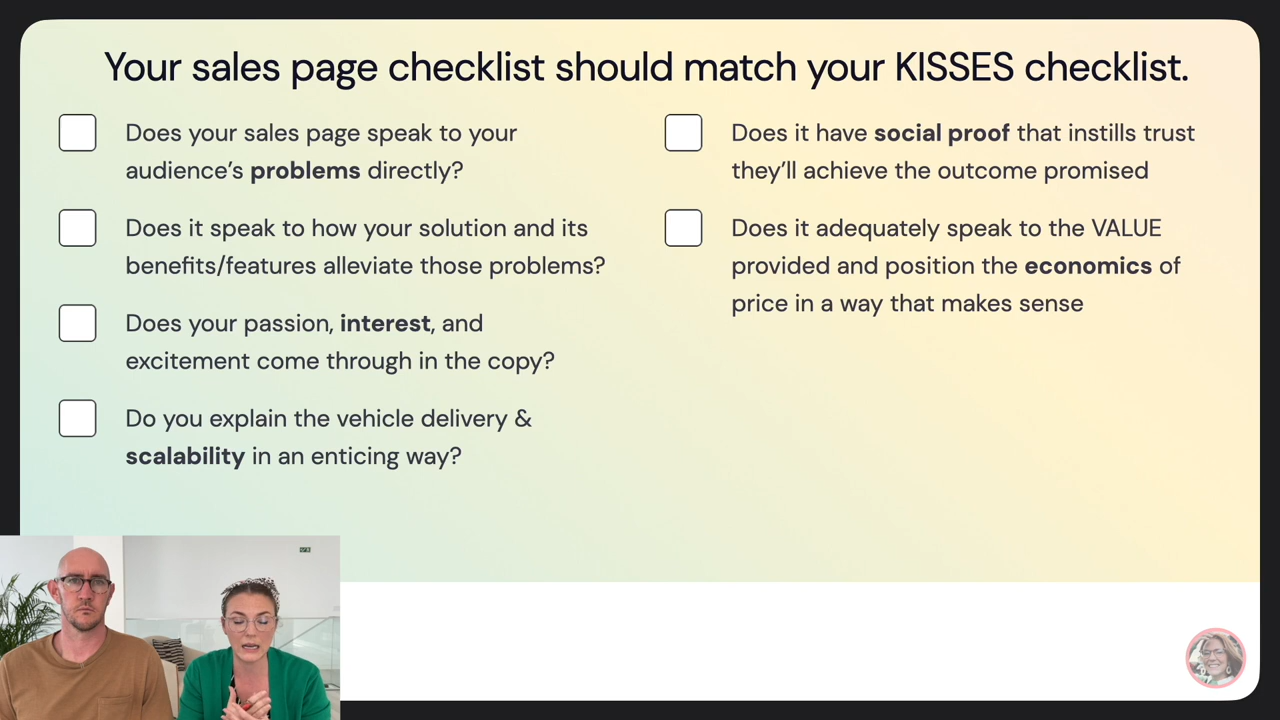 Your sales page checklist should match your KISSES checklist.
Does your sales page speak to your
audience’s problems directly?
Does it speak to how your solution and its
benefits/features alleviate those problems?
Does your passion, interest, and
excitement come through in the copy?
Do you explain the vehicle delivery &
scalability in an enticing way?
Does it have social proof that instills trust
they’ll achieve the outcome promised
Does it adequately speak to the VALUE
provided and position the economics of
price in a way that makes sense